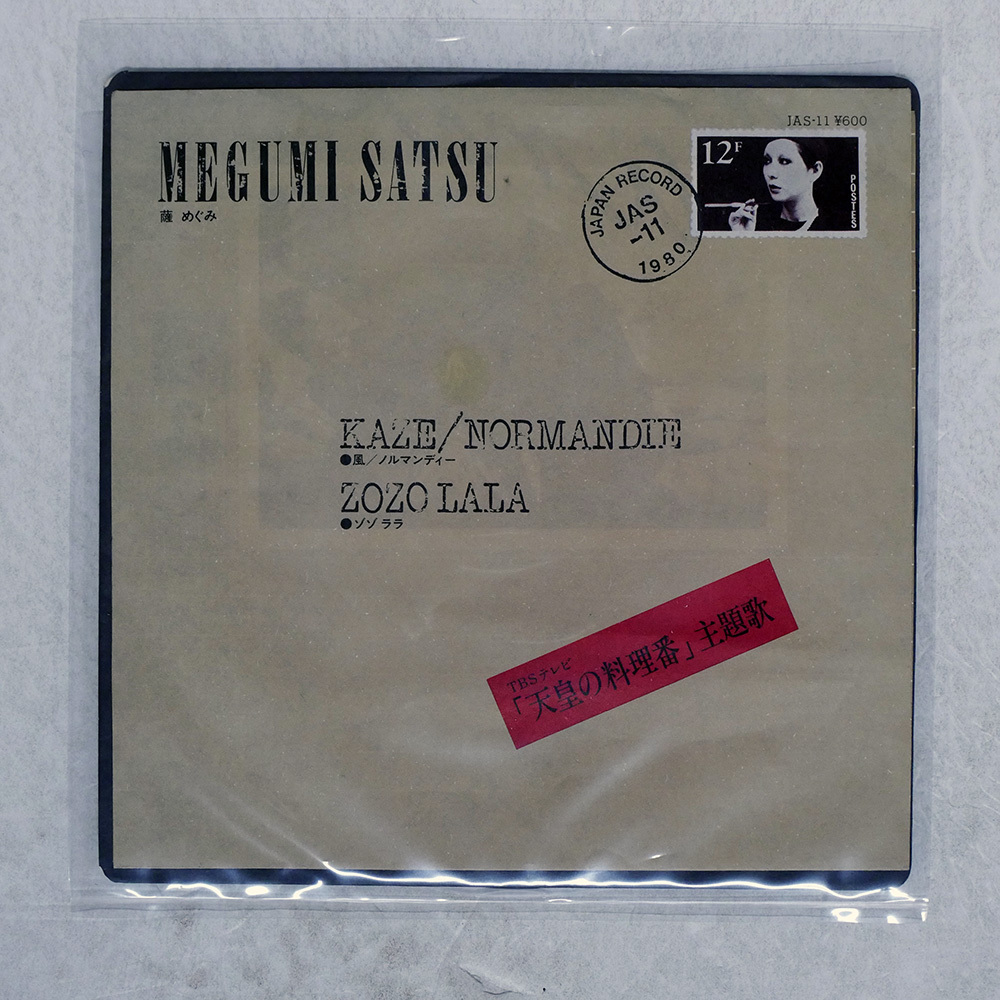 JAS-11 ¥600
MEGUMI SATSU
薩 めぐみ
JAPAN RECORD
JAS
-11
1980
12F
POSTES
KAZE/NORMANDIE
●風/ノルマンディー
ZOZO LALA
●ゾゾ ララ
TBSテレビ
「天皇の料理番」主題歌